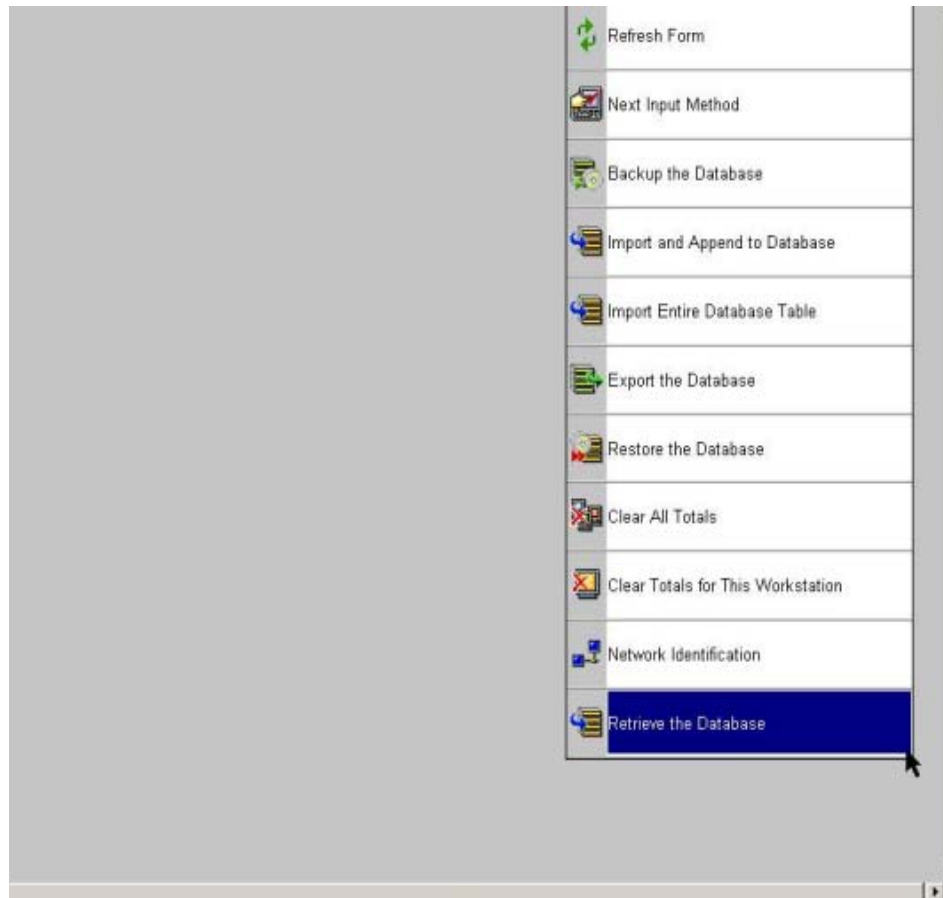 Refresh Form
Next Input Method
Backup the Database
Import and Append to Database
Import Entire Database Table
Export the Database
Restore the Database
Clear All Totals
Clear Totals for This Workstation
Network Identification
Retrieve the Database